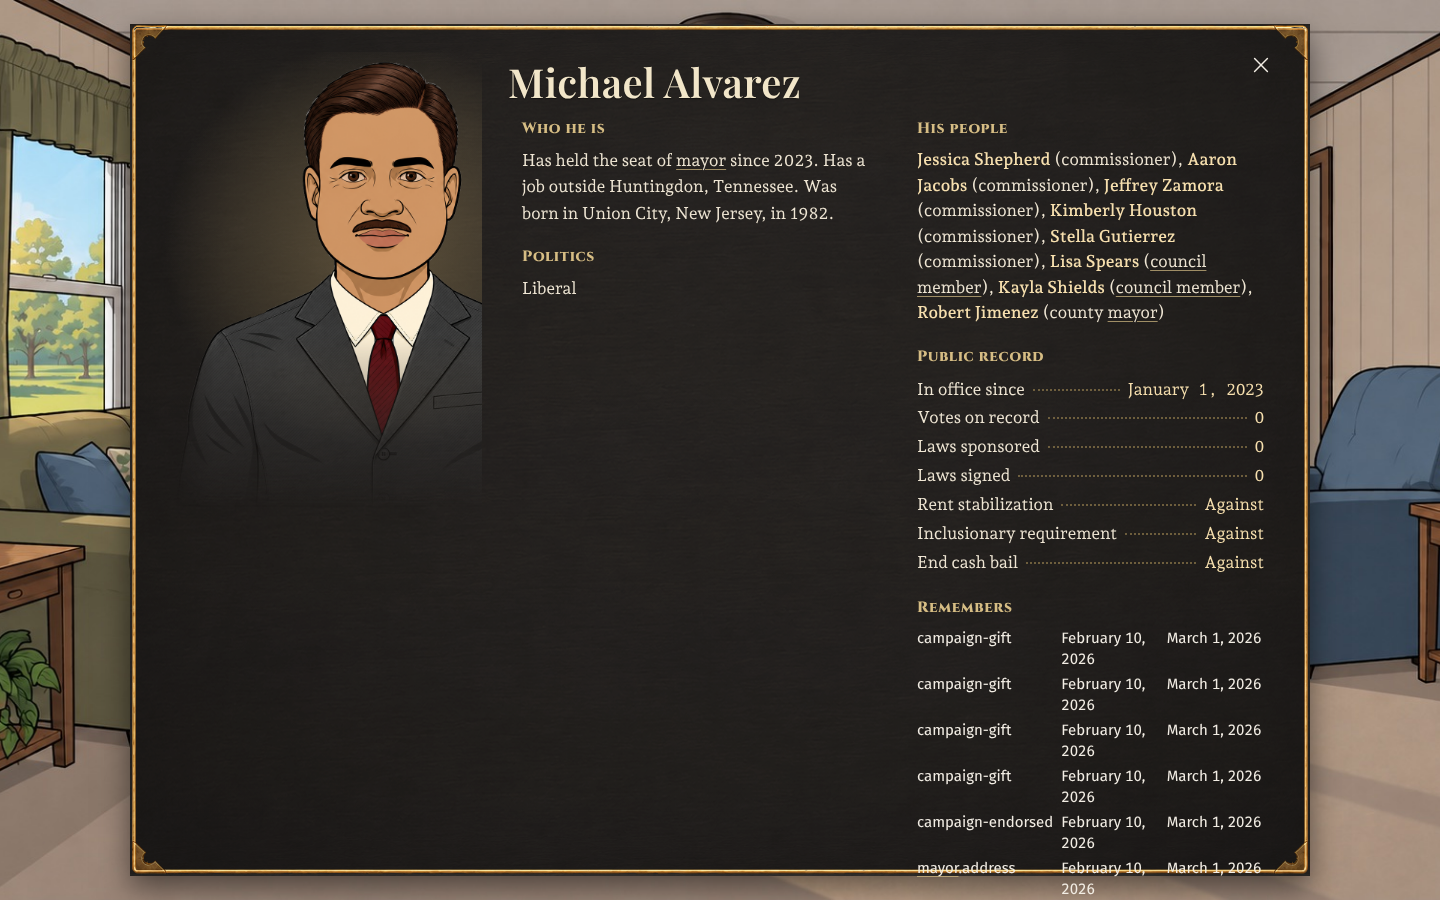 Michael Alvarez
WHO HE IS
Has held the seat of mayor since 2023. Has a
job outside Huntingdon, Tennessee. Was
born in Union City, New Jersey, in 1982.
POLITICS
Liberal
HIS PEOPLE
Jessica Shepherd (commissioner), Aaron
Jacobs (commissioner), Jeffrey Zamora
(commissioner), Kimberly Houston
(commissioner), Stella Gutierrez
(commissioner), Lisa Spears (council
member), Kayla Shields (council member),
Robert Jimenez (county mayor)
PUBLIC RECORD
In office since January 1, 2023
Votes on record 0
Laws sponsored 0
Laws signed 0
Rent stabilization Against
Inclusionary requirement Against
End cash bail Against
REMEMBERS
campaign-gift February 10, 2026 March 1, 2026
campaign-gift February 10, 2026 March 1, 2026
campaign-gift February 10, 2026 March 1, 2026
campaign-gift February 10, 2026 March 1, 2026
campaign-endorsed February 10, 2026 March 1, 2026
mayor.address February 10, 2026 March 1, 2026